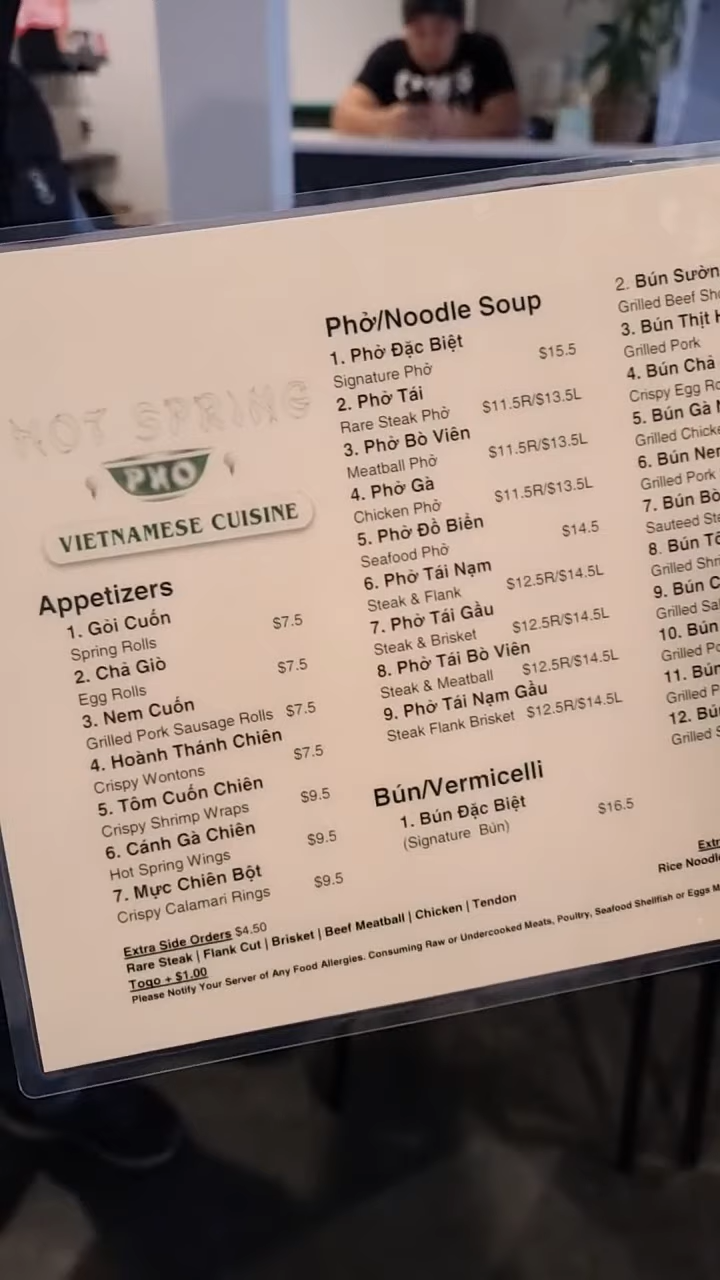 HOT SPRING
PHO
VIETNAMESE CUISINE
Appetizers
1. Gỏi Cuốn
$7.5
Spring Rolls
2. Chả Giò
$7.5
Egg Rolls
3. Nem Cuốn
Grilled Pork Sausage Rolls $7.5
4. Hoành Thánh Chiên
$7.5
Crispy Wontons
5. Tôm Cuốn Chiên
$9.5
Crispy Shrimp Wraps
6. Cánh Gà Chiên
$9.5
Hot Spring Wings
7. Mực Chiên Bột
$9.5
Crispy Calamari Rings
Phở/Noodle Soup
1. Phở Đặc Biệt
$15.5
Signature Phở
2. Phở Tái
Rare Steak Phở $11.5R/$13.5L
3. Phở Bò Viên
Meatball Phở $11.5R/$13.5L
4. Phở Gà
Chicken Phở $11.5R/$13.5L
5. Phở Đồ Biển
$14.5
Seafood Phở
6. Phở Tái Nạm
Steak & Flank $12.5R/$14.5L
7. Phở Tái Gầu
Steak & Brisket $12.5R/$14.5L
8. Phở Tái Bò Viên
Steak & Meatball $12.5R/$14.5L
9. Phở Tái Nạm Gầu
Steak Flank Brisket $12.5R/$14.5L
Bún/Vermicelli
1. Bún Đặc Biệt
$16.5
(Signature Bún)
2. Bún Sườn
Grilled Beef
3. Bún Thịt
Grilled Pork
4. Bún Chả
Crispy Egg
5. Bún Gà
Grilled
6. Bún
Grilled Pork
7. Bún Bò
Sauteed
8. Bún
Grilled
9. Bún
Grilled
10. Bún
Grilled
11.
Grilled
12.
Grilled
Rice
Extra Side Orders $4.50
Rare Steak | Flank Cut | Brisket | Beef Meatball | Chicken | Tendon
Togo + $1.00
Please Notify Your Server of Any Food Allergies. Consuming Raw or Undercooked Meats, Poultry, Seafood Shellfish or Eggs